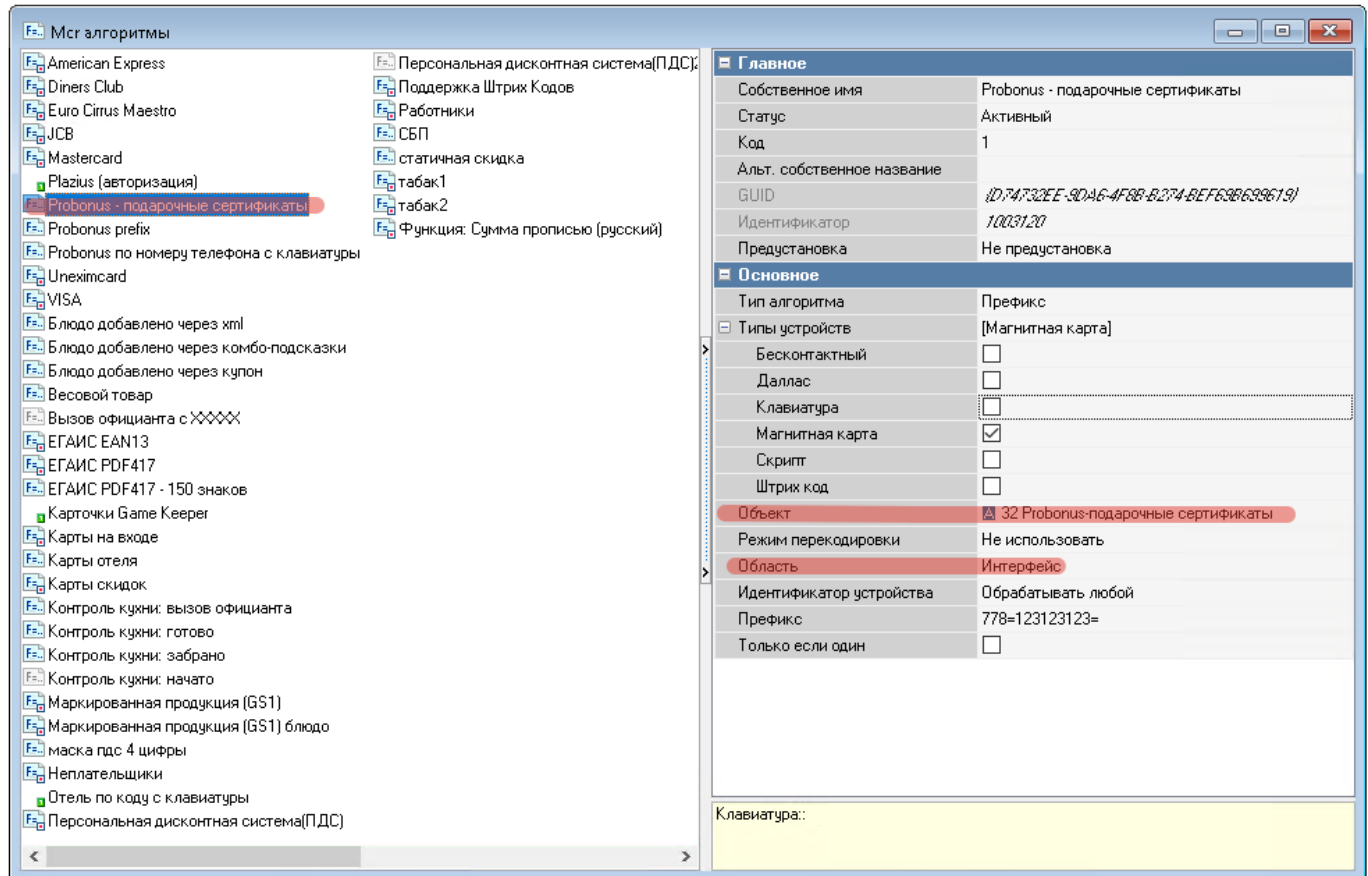 Mcr алгоритмы
American Express
Diners Club
Euro Cirrus Maestro
JCB
Mastercard
Plazius (авторизация)
Probonus - подарочные сертификаты
Probonus prefix
Probonus по номеру телефона с клавиатуры
Uneximcard
VISA
Блюдо добавлено через xml
Блюдо добавлено через комбо-подсказки
Блюдо добавлено через купон
Весовой товар
Вызов официанта с XXXXX
ЕГАИС EAN13
ЕГАИС PDF417
ЕГАИС PDF417 - 150 знаков
Карточки Game Keeper
Карты на входе
Карты отеля
Карты скидок
Контроль кухни: вызов официанта
Контроль кухни: готово
Контроль кухни: забрано
Контроль кухни: начато
Маркированная продукция (GS1)
Маркированная продукция (GS1) блюдо
маска пдс 4 цифры
Неплательщики
Отель по коду с клавиатуры
Персональная дисконтная система(ПДС)
Персональная дисконтная система(ПДС)2
Поддержка Штрих Кодов
Работники
СБП
статичная скидка
табак1
табак2
Функция: Сумма прописью (русский)
Главное
Собственное имя Probonus - подарочные сертификаты
Статус Активный
Код 1
Альт. собственное название
GUID {D74732EE-9DA6-4F8B-B274-BEF69B699619}
Идентификатор 1003120
Предустановка Не предустановка
Основное
Тип алгоритма Префикс
Типы устройств [Магнитная карта]
Бесконтактный
Даллас
Клавиатура
Магнитная карта
Скрипт
Штрих код
Объект 32 Probonus-подарочные сертификаты
Режим перекодировки Не использовать
Область Интерфейс
Идентификатор устройства Обрабатывать любой
Префикс 778=123123123=
Только если один
Клавиатура::